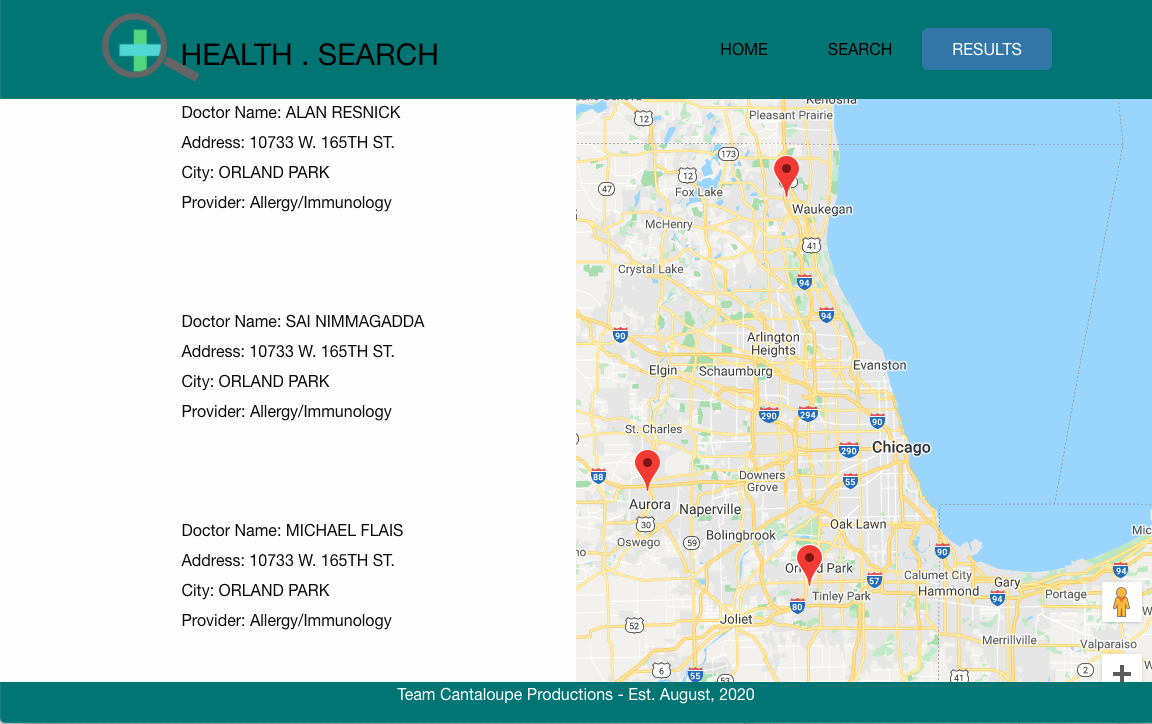 HEALTH . SEARCH
HOME
SEARCH
RESULTS
Doctor Name: ALAN RESNICK
Address: 10733 W. 165TH ST.
City: ORLAND PARK
Provider: Allergy/Immunology
Doctor Name: SAI NIMMAGADDA
Address: 10733 W. 165TH ST.
City: ORLAND PARK
Provider: Allergy/Immunology
Doctor Name: MICHAEL FLAIS
Address: 10733 W. 165TH ST.
City: ORLAND PARK
Provider: Allergy/Immunology
Kenosha
12
Pleasant Prairie
173
12
47
Fox Lake
Waukegan
McHenry
41
Crystal Lake
94
94
90
Arlington
Heights
Evanston
Elgin
Schaumburg
290
294
90
St. Charles
Chicago
290
88
Downers
Grove
55
Aurora
Naperville
30
Oak Lawn
Oswego
59
Bolingbrook
Mic
90
Park
94
57
Calumet City
Gary
Hammond
94
Portage
Tinley Park
80
Joliet
52
Merrillville
Valparaiso
6
55
53
41
2
Team Cantaloupe Productions - Est. August, 2020